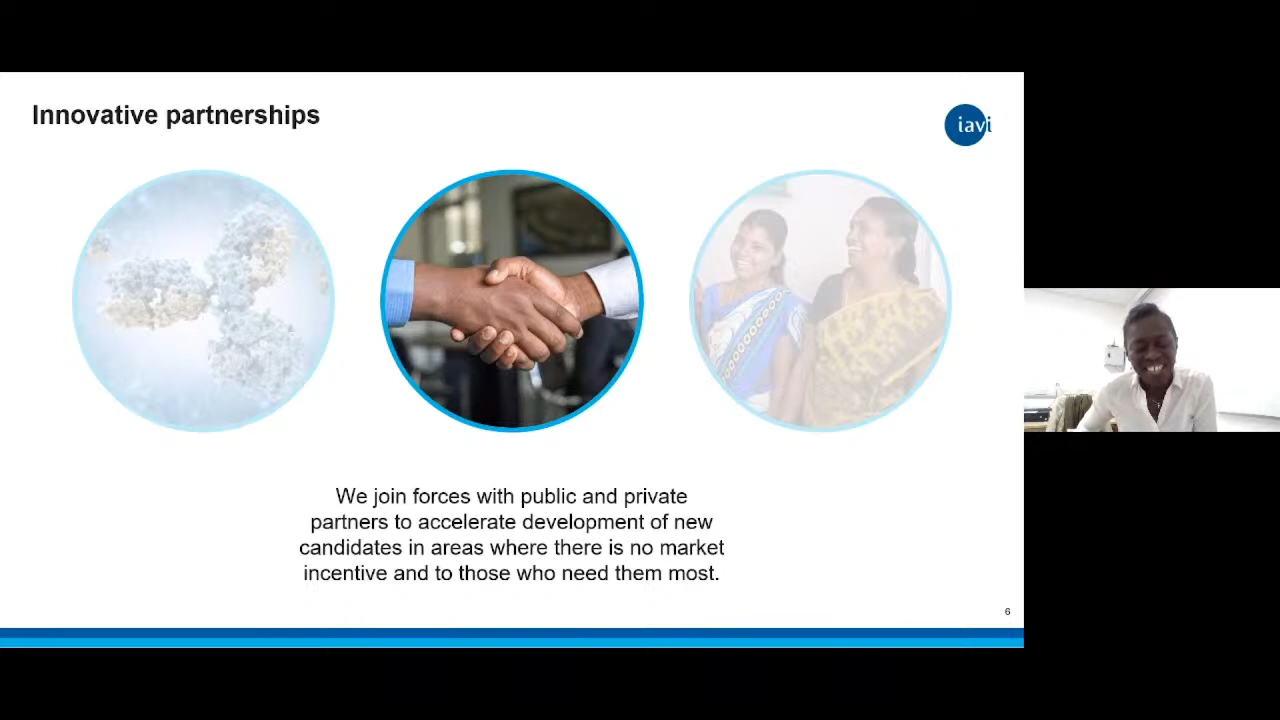 Innovative partnerships
iavi
We join forces with public and private
partners to accelerate development of new
candidates in areas where there is no market
incentive and to those who need them most.
6